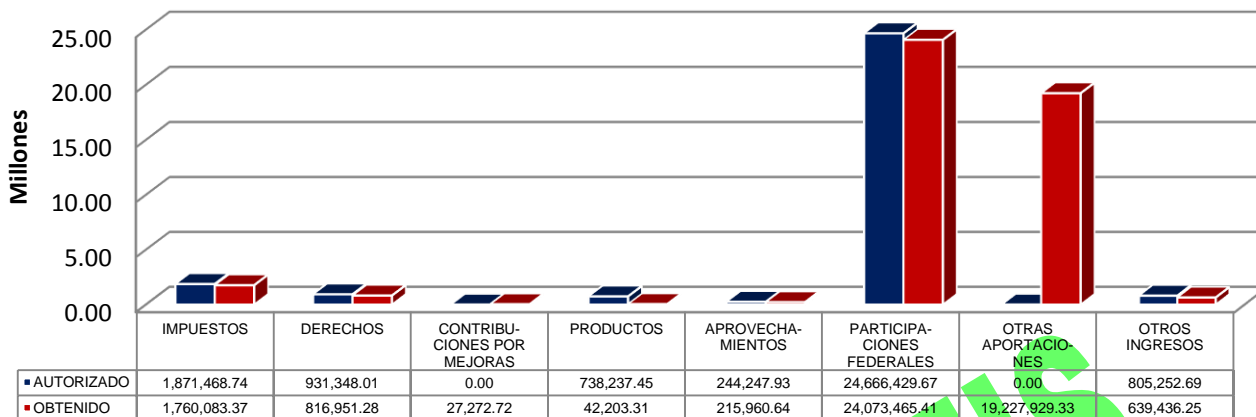 Millones
25.00
20.00
15.00
10.00
5.00
0.00
IMPUESTOS DERECHOS CONTRIBU-CIONES POR MEJORAS PRODUCTOS APROVECHA-MIENTOS PARTICIPA-CIONES FEDERALES OTRAS APORTACIO-NES OTROS INGRESOS
AUTORIZADO 1,871,468.74 931,348.01 0.00 738,237.45 244,247.93 24,666,429.67 0.00 805,252.69
OBTENIDO 1,760,083.37 816,951.28 27,272.72 42,203.31 215,960.64 24,073,465.41 19,227,929.33 639,436.25